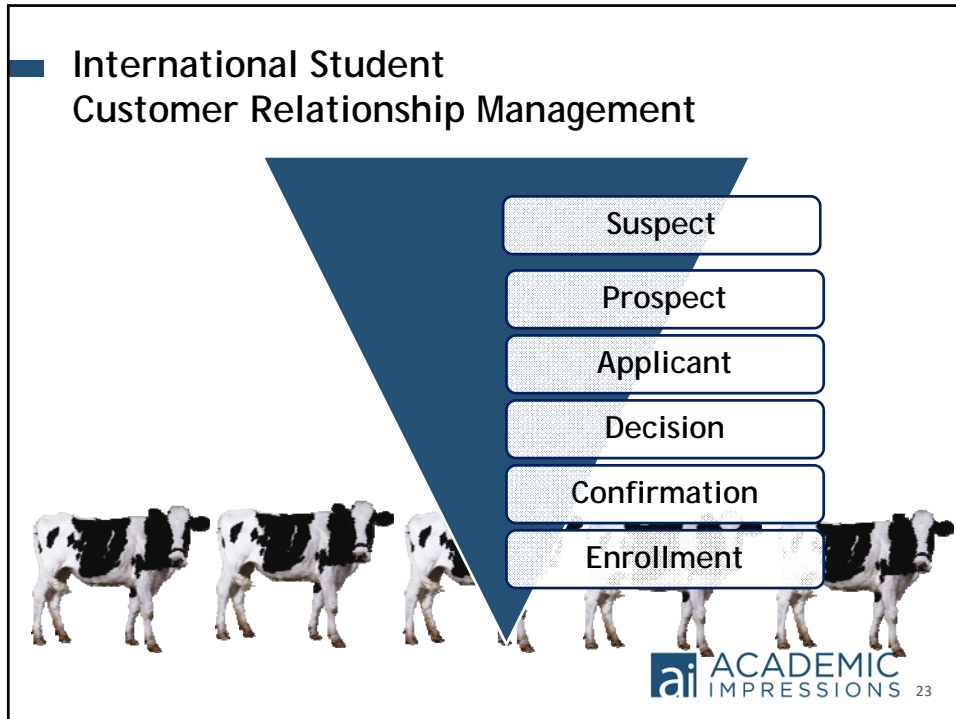 International Student
Customer Relationship Management
Suspect
Prospect
Applicant
Decision
Confirmation
Enrollment
ai ACADEMIC
IMPRESSIONS 23